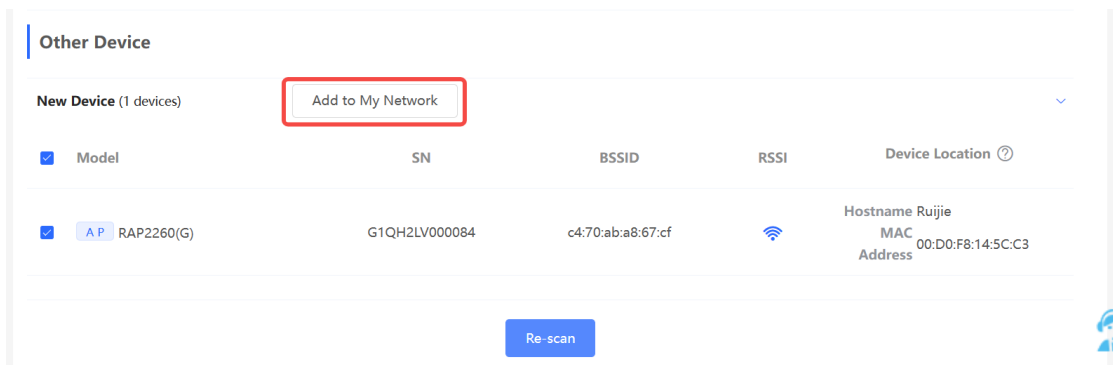 Other Device
New Device (1 devices) Add to My Network
Model SN BSSID RSSI Device Location
AP RAP2260(G) G1QH2LV000084 c4:70:ab:a8:67:cf Hostname Ruijie
MAC Address 00:D0:F8:14:5C:C3
Re-scan